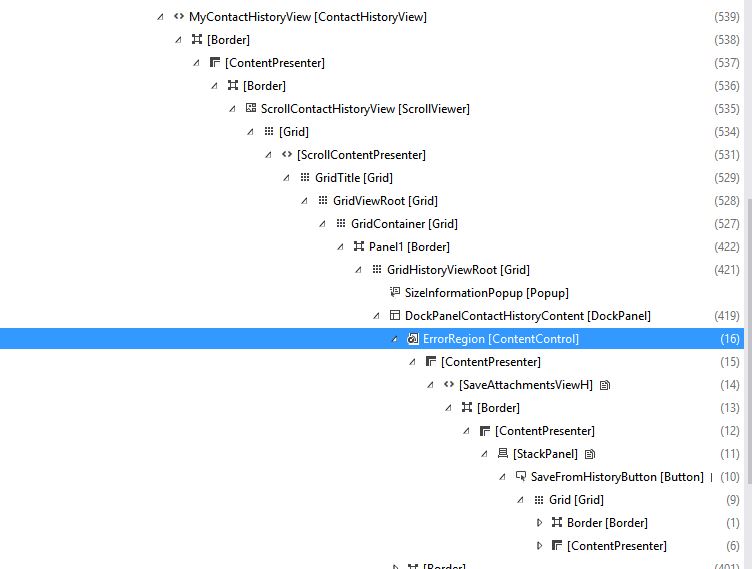 MyContactHistoryView [ContactHistoryView] (539)
[Border] (538)
[ContentPresenter] (537)
[Border] (536)
ScrollContactHistoryView [ScrollViewer] (535)
[Grid] (534)
[ScrollContentPresenter] (531)
GridTitle [Grid] (529)
GridViewRoot [Grid] (528)
GridContainer [Grid] (527)
Panel1 [Border] (422)
GridHistoryViewRoot [Grid] (421)
SizeInformationPopup [Popup]
DockPanelContactHistoryContent [DockPanel] (419)
ErrorRegion [ContentControl] (16)
[ContentPresenter] (15)
[SaveAttachmentsViewH] (14)
[Border] (13)
[ContentPresenter] (12)
[StackPanel] (11)
SaveFromHistoryButton [Button] (10)
Grid [Grid] (9)
Border [Border] (1)
[ContentPresenter] (6)
[Border] (401)